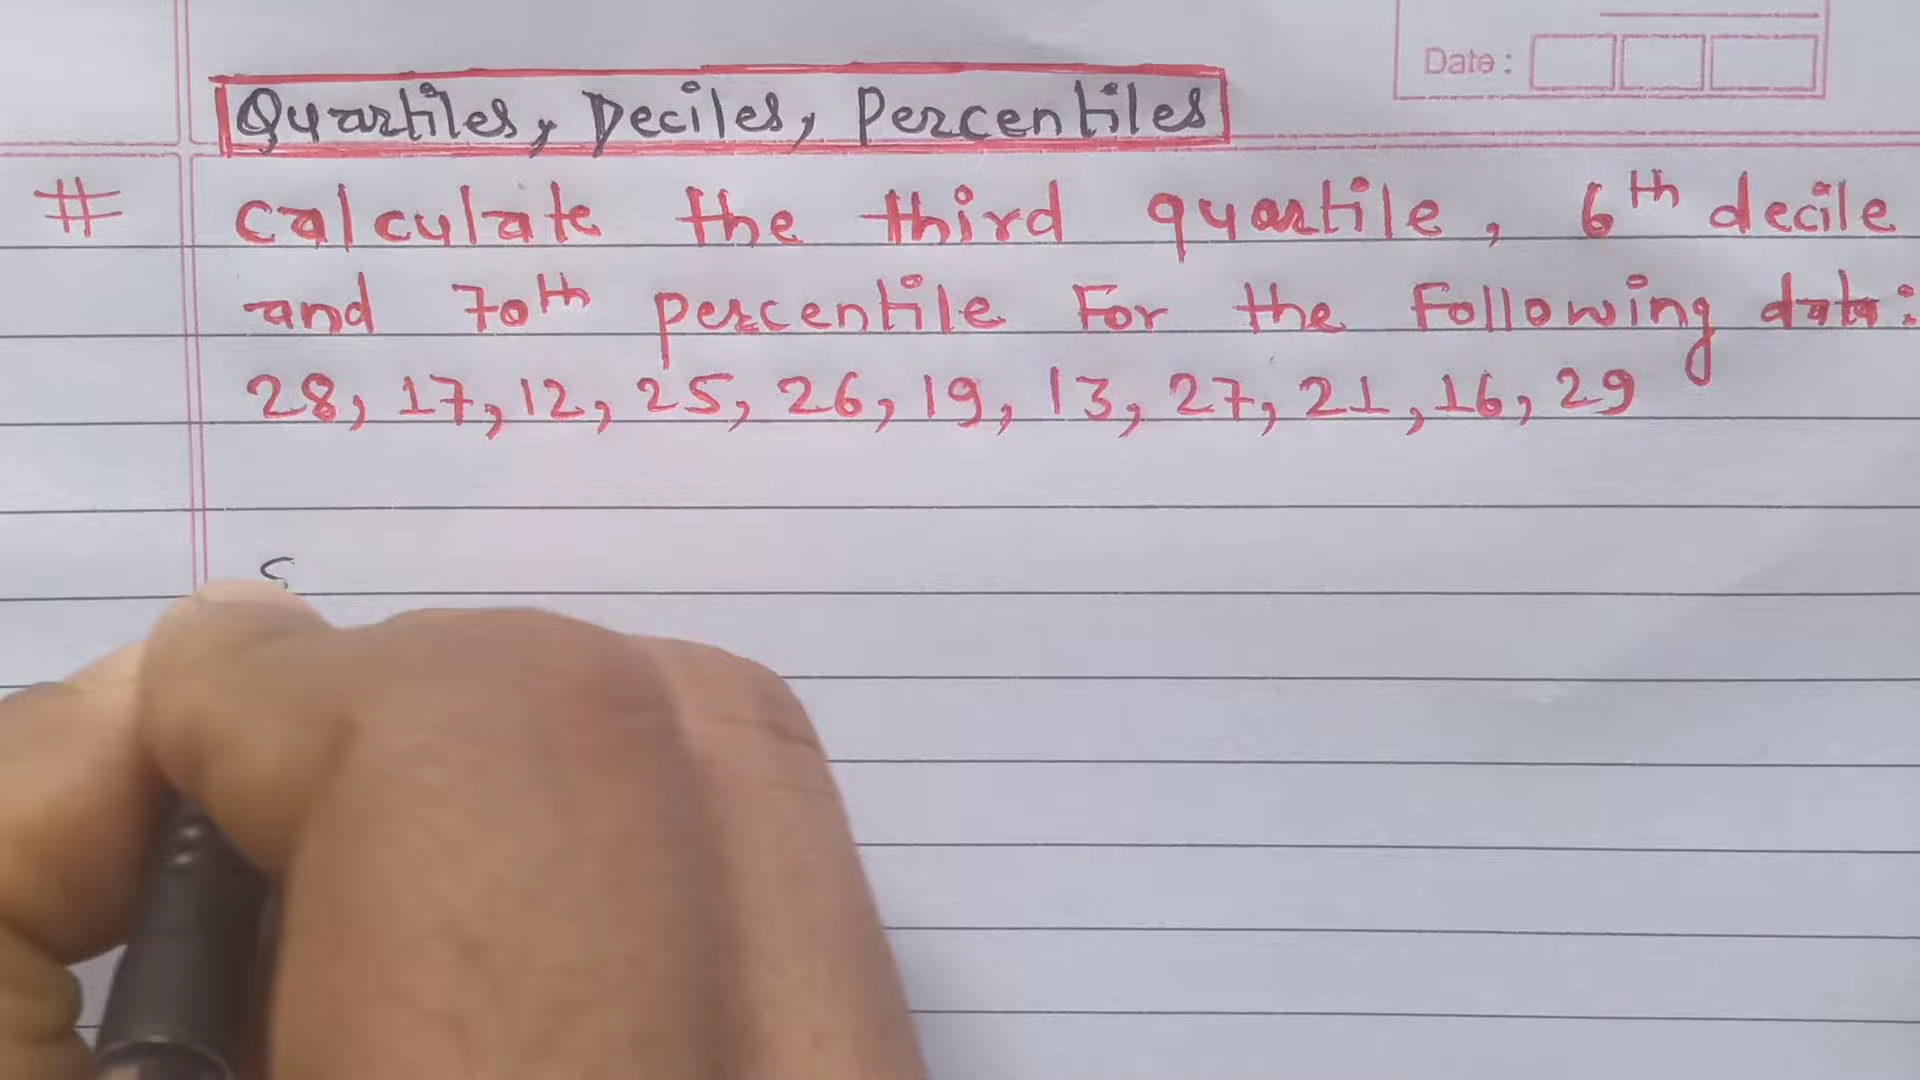 Date :
Quartiles, Deciles, Percentiles
# Calculate the third quartile, 6th decile
and 70th percentile For the Following data:
28, 17, 12, 25, 26, 19, 13, 27, 21, 16, 29
S